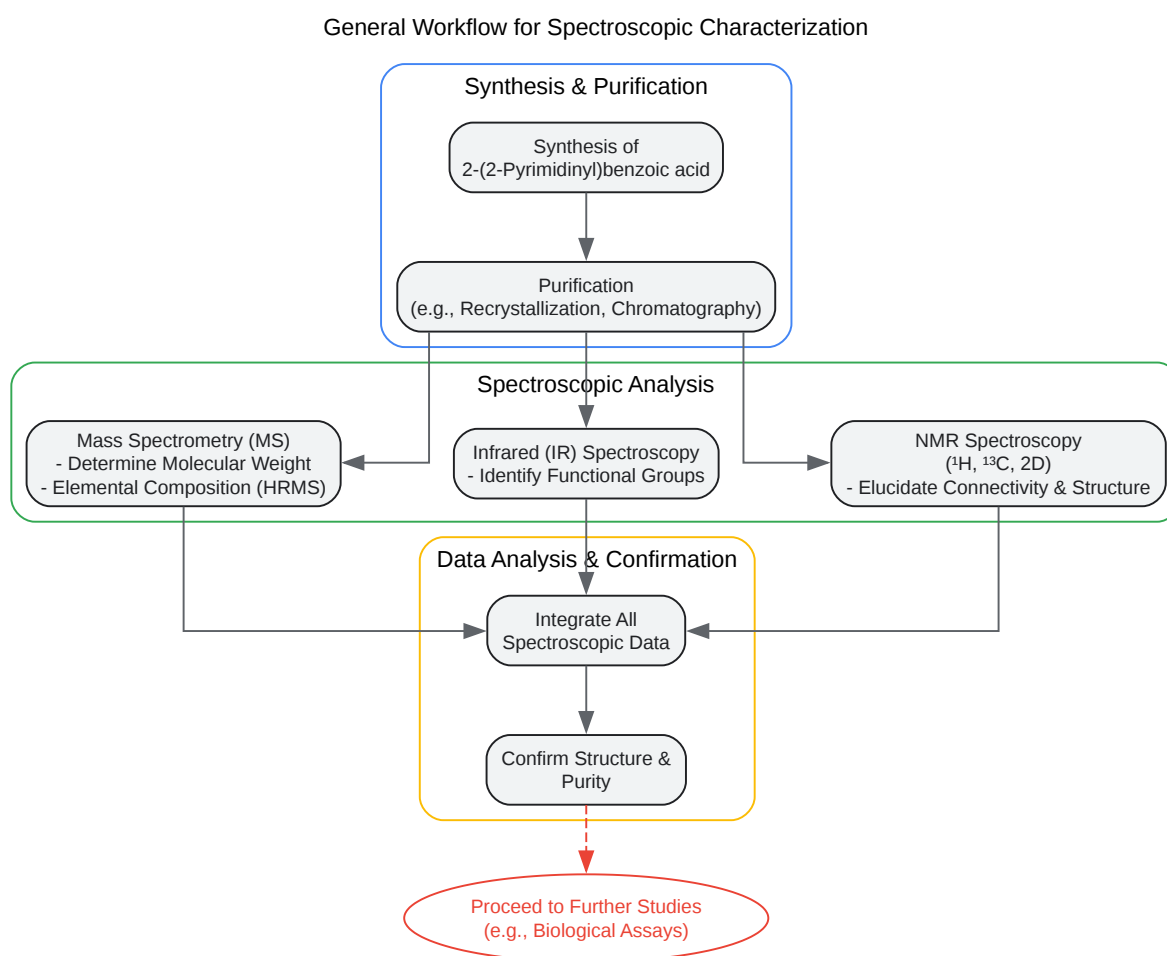 General Workflow for Spectroscopic Characterization
Synthesis & Purification
Synthesis of
2-(2-Pyrimidinyl)benzoic acid
Purification
(e.g., Recrystallization, Chromatography)
Spectroscopic Analysis
Mass Spectrometry (MS)
- Determine Molecular Weight
- Elemental Composition (HRMS)
Infrared (IR) Spectroscopy
- Identify Functional Groups
NMR Spectroscopy
(¹H, ¹³C, 2D)
- Elucidate Connectivity & Structure
Data Analysis & Confirmation
Integrate All
Spectroscopic Data
Confirm Structure &
Purity
Proceed to Further Studies
(e.g., Biological Assays)